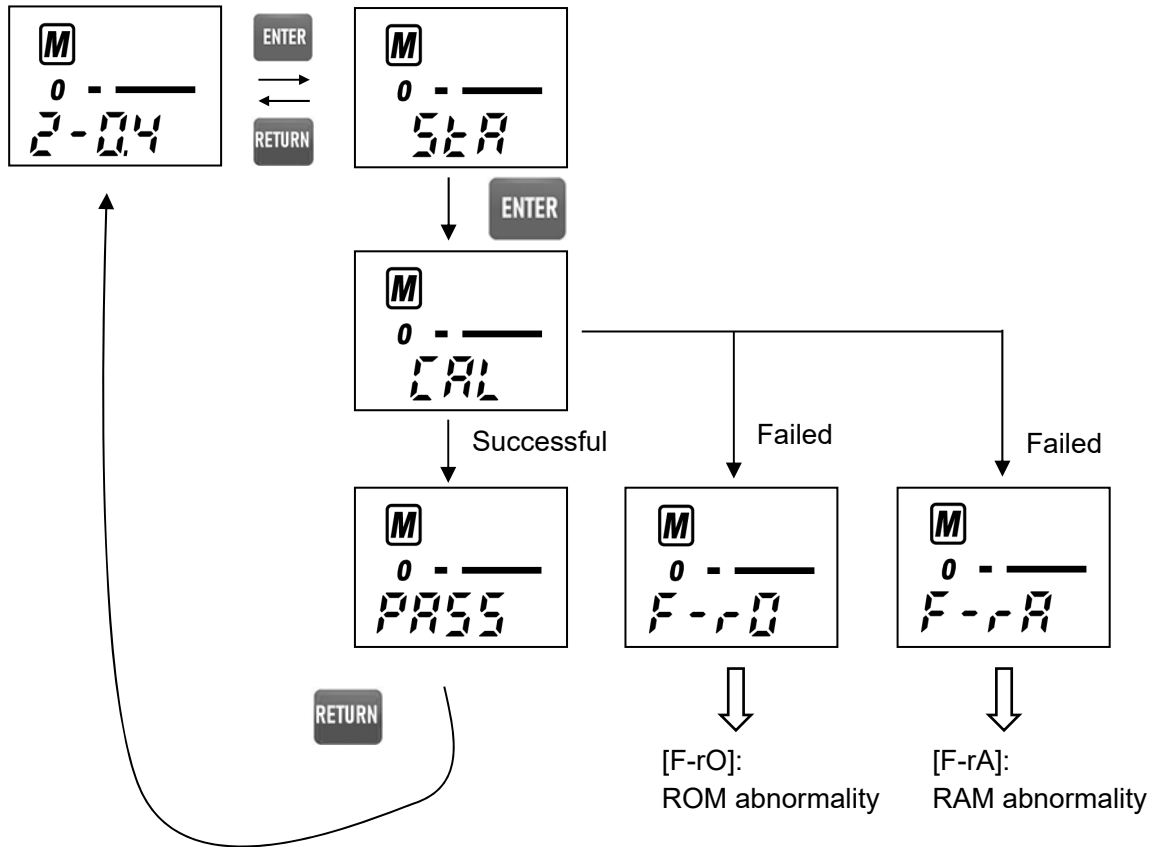 M
0
2-0.4
ENTER
RETURN
M
0
StA
ENTER
M
0
CAL
Successful
Failed
Failed
M
0
PASS
M
0
F-rO
M
0
F-rA
RETURN
[F-rO]:
ROM abnormality
[F-rA]:
RAM abnormality